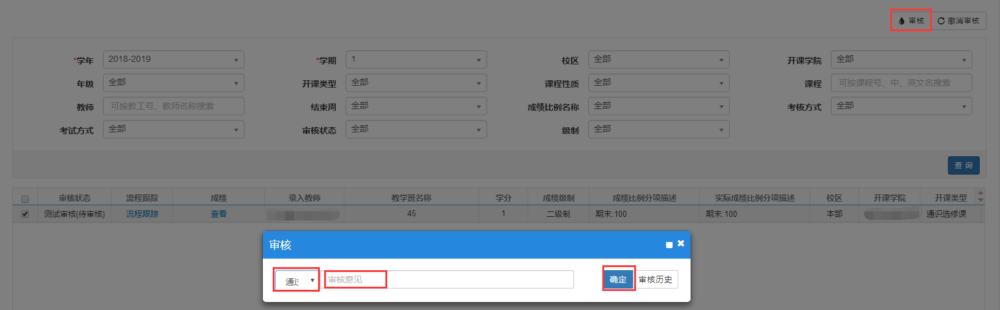 审核 撤消审核
*学年 2018-2019 *学期 1 校区 全部 开课学院 全部
年级 全部 开课类型 全部 课程性质 全部 课程 可按课程号、中、英文名搜索
教师 可按教工号、教师名称搜索 结束周 全部 成绩比例名称 全部 考核方式 全部
考试方式 全部 审核状态 全部 级制 全部
查 询
审核状态 流程跟踪 成绩 录入教师 教学班名称 学分 成绩级制 成绩比例分项描述 实际成绩比例分项描述 校区 开课学院 开课类型
测试审核(待审核) 流程跟踪 查看 45 1 二级制 期末:100 期末:100 本部 通识选修课
审核
通过 审核意见 确定 审核历史